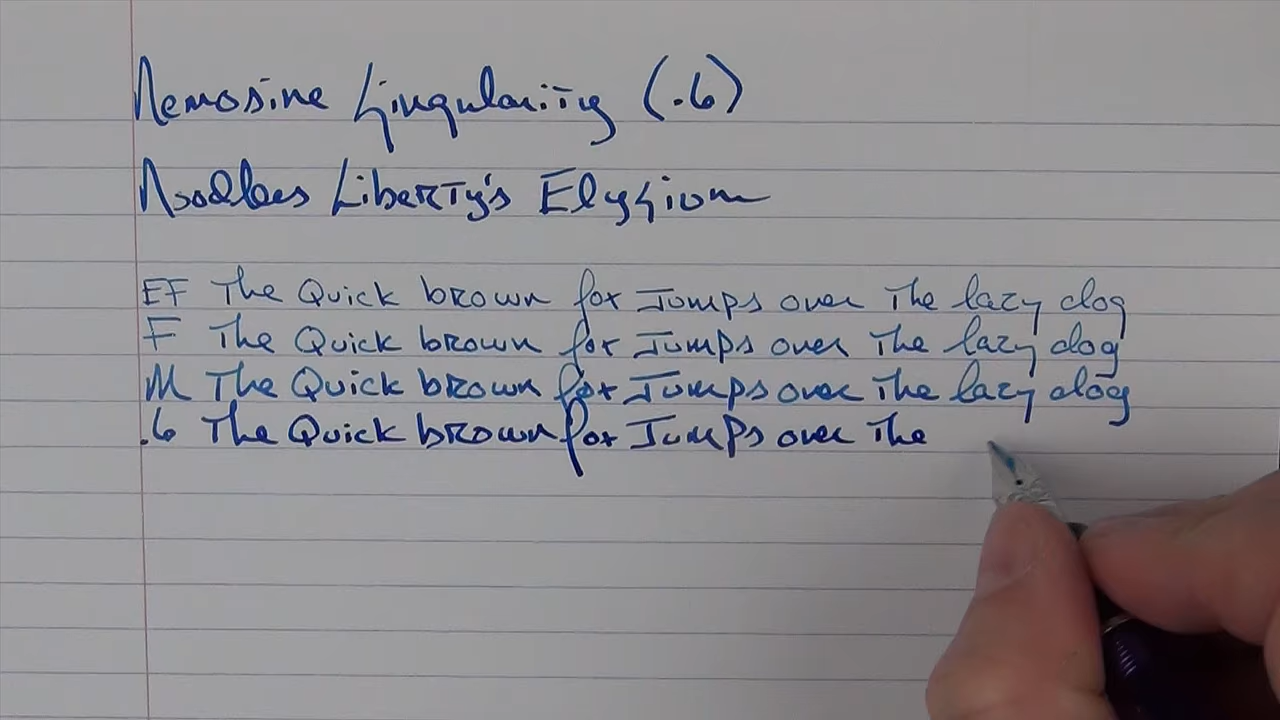 Nemosine Singularity (.6)
Noodlers Liberty's Elysium
EF The Quick brown fox Jumps over The lazy dog
F The Quick brown fox Jumps over The lazy dog
M The Quick brown fox Jumps over The lazy dog
.6 The Quick brown fox Jumps over The